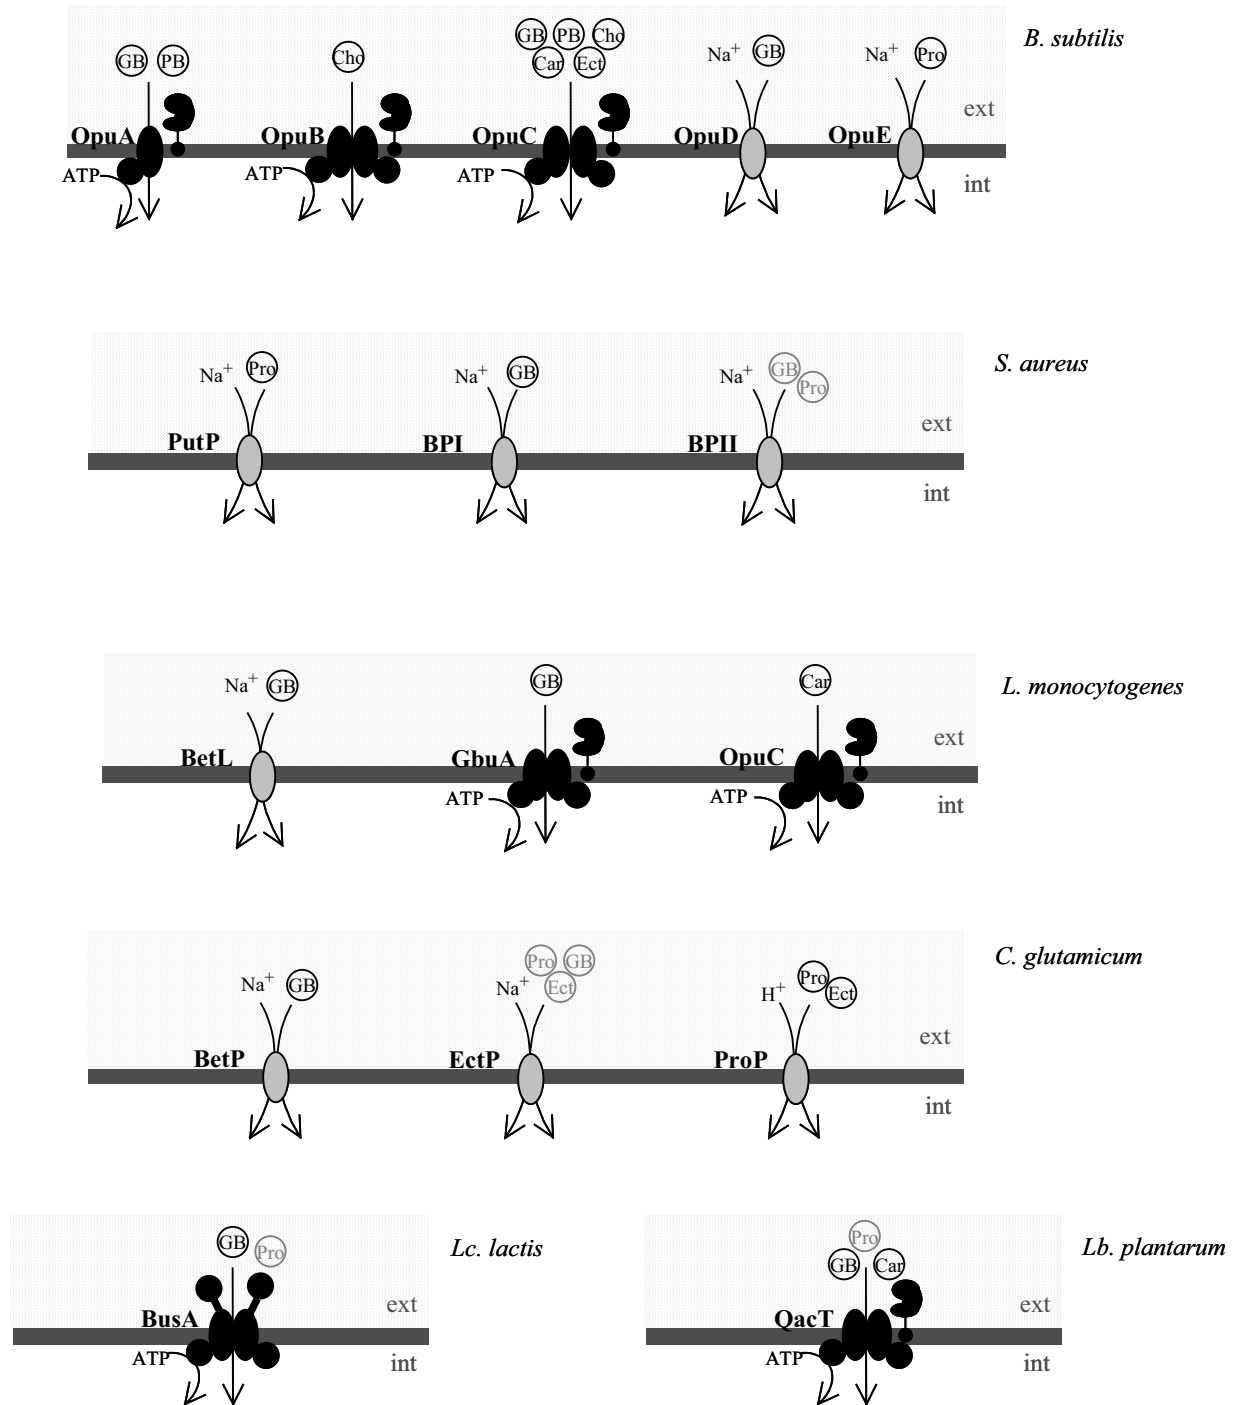 GB PB Cho GB PB Cho Car Ect Na+ GB Na+ Pro B. subtilis
ext
OpuA OpuB OpuC OpuD OpuE
ATP ATP ATP int
Na+ Pro Na+ GB Na+ GB Pro S. aureus
ext
PutP BPI BPII
int
Na+ GB GB Car L. monocytogenes
ext
BetL GbuA OpuC
ATP ATP int
Na+ GB Na+ Pro GB Ect H+ Pro Ect C. glutamicum
ext
BetP EctP ProP
int
GB Pro Lc. lactis
ext
BusA
ATP int
Pro GB Car Lb. plantarum
ext
QacT
ATP int